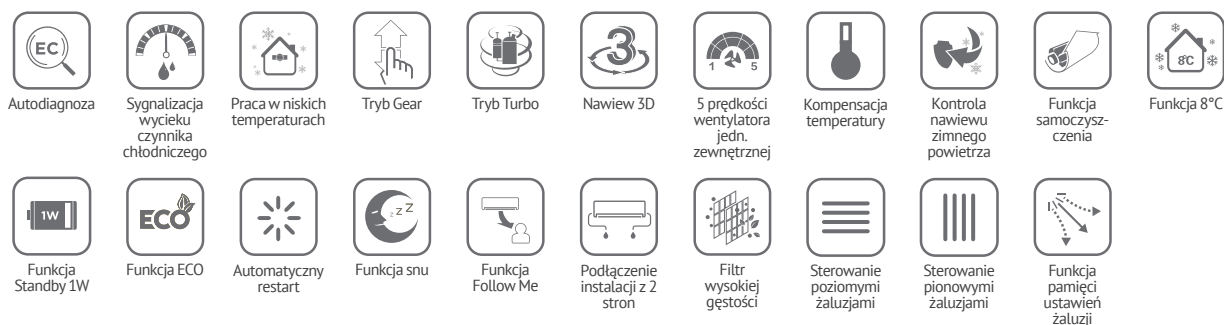 EC
Autodiagnoza
Sygnalizacja
wycieku
czynnika
chłodniczego
Praca w niskich
temperaturach
Tryb Gear
Tryb Turbo
3
Nawiew 3D
1 5
5 prędkości
wentylatora
jedn.
zewnętrznej
Kompensacja
temperatury
Kontrola
nawiewu
zimnego
powietrza
Funkcja
samoczysz-
czenia
8°C
Funkcja 8°C
1W
Funkcja
Standby 1W
ECO
Funkcja ECO
Automatyczny
restart
z z Z
Funkcja snu
Funkcja
Follow Me
Podłączenie
instalacji z 2
stron
Filtr
wysokiej
gęstości
Sterowanie
poziomymi
żaluzjami
Sterowanie
pionowymi
żaluzjami
Funkcja
pamięci
ustawień
żaluzji